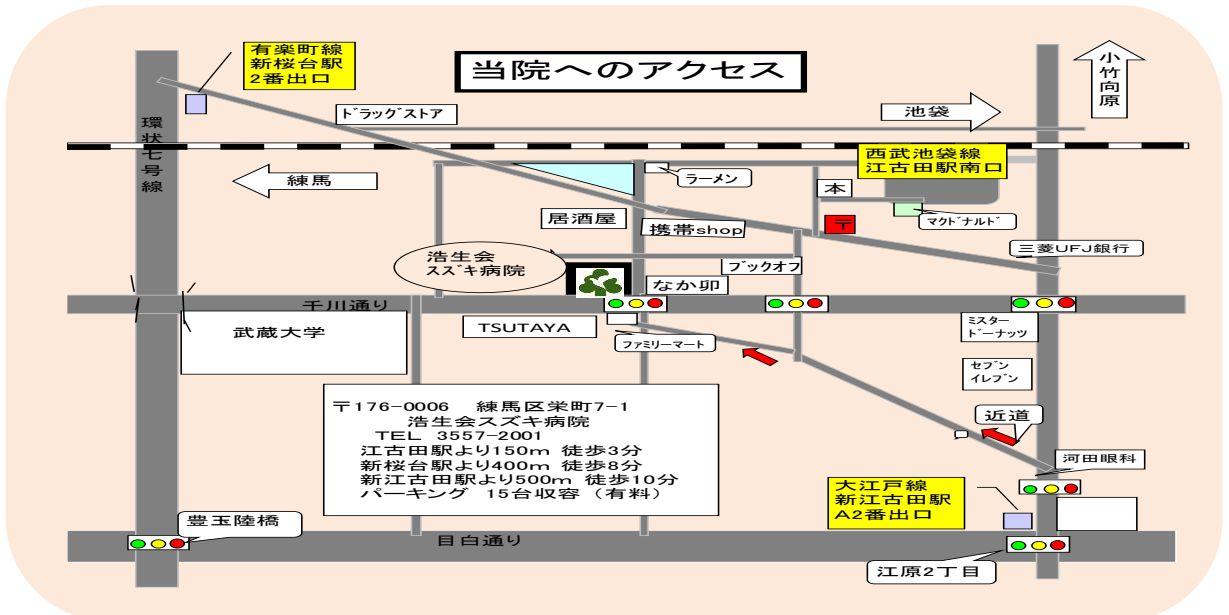 有楽町線
新桜台駅
2番出口
当院へのアクセス
小竹向原
ドラッグストア
池袋
環状七号線
練馬
西武池袋線
江古田駅南口
ラーメン
本
マクドナルド
居酒屋
携帯shop
〒
三菱UFJ銀行
浩生会
スズキ病院
ブックオフ
なか卯
千川通り
武蔵大学
TSUTAYA
ファミリーマート
ミスター
ドーナッツ
セブン
イレブン
〒176-0006 練馬区栄町7-1
浩生会スズキ病院
TEL 3557-2001
江古田駅より150m 徒歩3分
新桜台駅より400m 徒歩8分
新江古田駅より500m 徒歩10分
パーキング 15台収容（有料）
近道
河田眼科
大江戸線
新江古田駅
A2番出口
豊玉陸橋
目白通り
江原2丁目